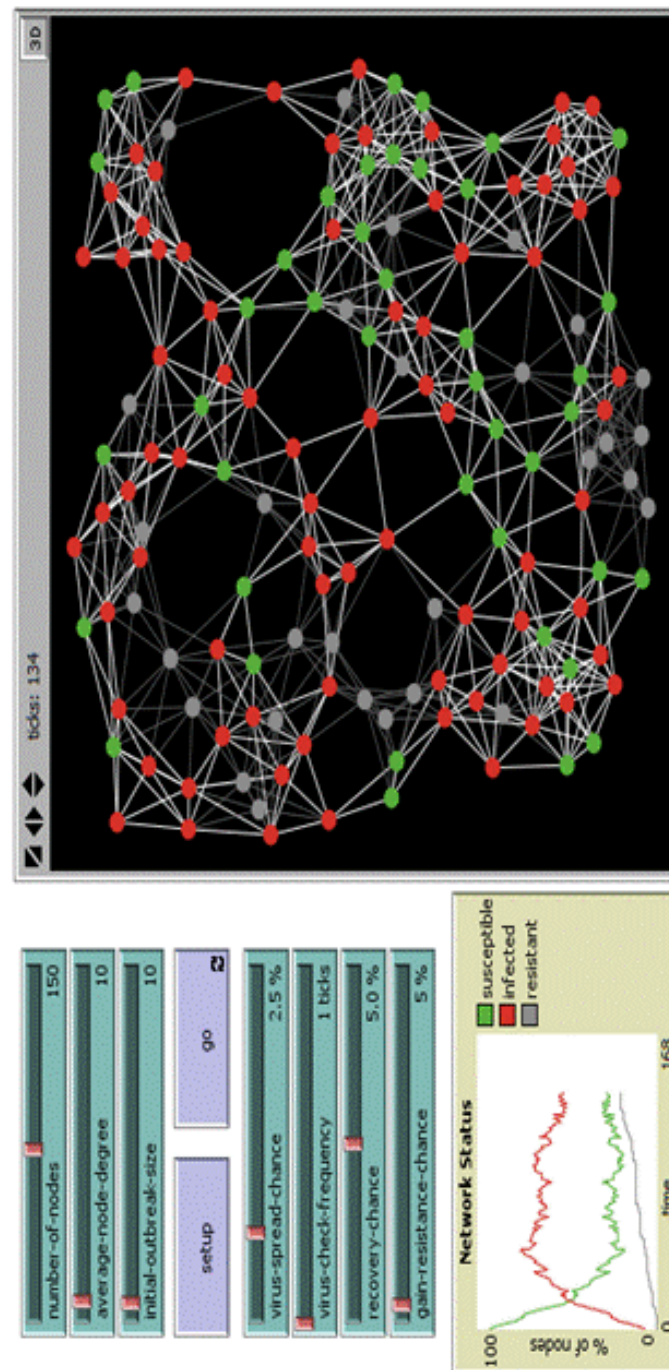 number-of-nodes 150
average-node-degree 10
initial-outbreak-size 10
setup go
virus-spread-chance 2.5 %
virus-check-frequency 1 ticks
recovery-chance 5.0 %
gain-resistance-chance 5 %
Network Status
100
% of nodes
0
0 time 168
susceptible
infected
resistant
ticks: 134
3D